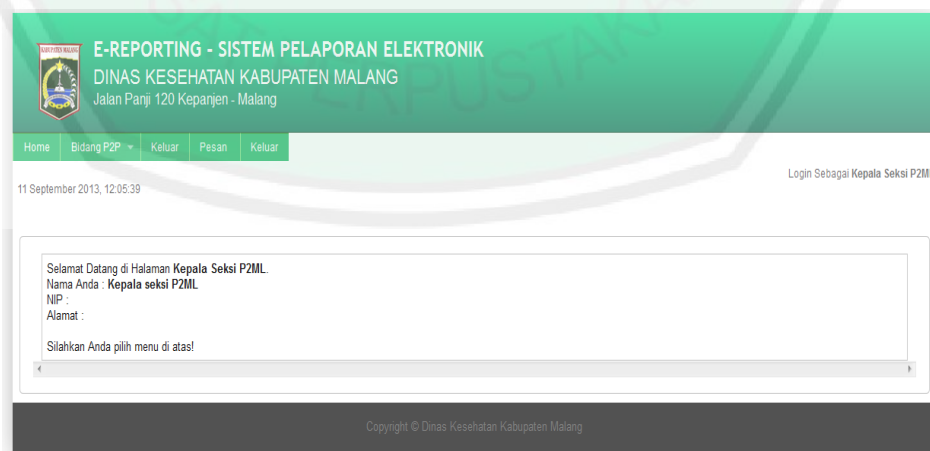 KABUPATEN MALANG
E-REPORTING - SISTEM PELAPORAN ELEKTRONIK
DINAS KESEHATAN KABUPATEN MALANG
Jalan Panji 120 Kepanjen - Malang
Home Bidang P2P Keluar Pesan Keluar
Login Sebagai Kepala Seksi P2M
11 September 2013, 12:05:39
Selamat Datang di Halaman Kepala Seksi P2ML.
Nama Anda : Kepala seksi P2ML
NIP :
Alamat :
Silahkan Anda pilih menu di atas!
Copyright © Dinas Kesehatan Kabupaten Malang